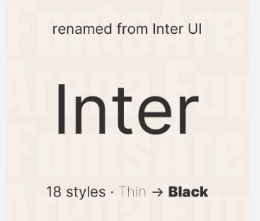 renamed from Inter UI
Inter
18 styles · Thin → Black